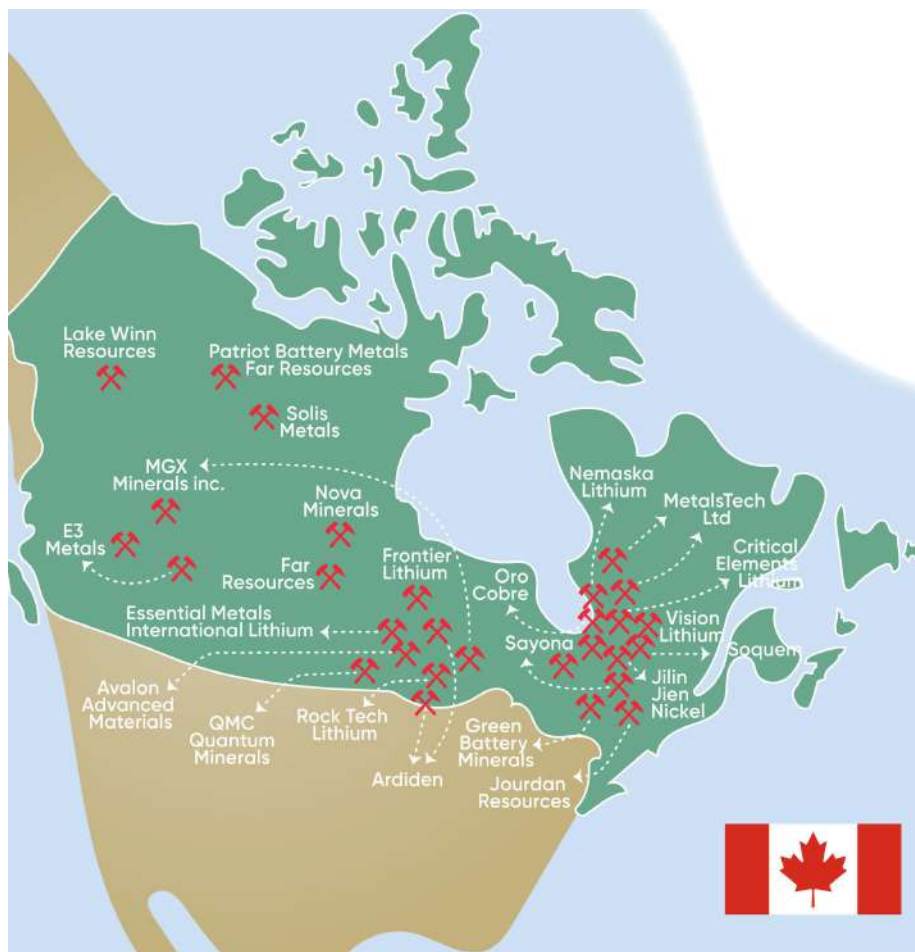 Lake Winn
Resources
Patriot Battery Metals
Far Resources
Solis
Metals
MGX
Minerals inc.
Nova
Minerals
E3
Metals
Far
Resources
Frontier
Lithium
Nemaska
Lithium
MetalsTech
Ltd
Critical
Elements
Lithium
Oro
Cobre
Essential Metals
International Lithium
Sayona
Vision
Lithium
Soquem
Avalon
Advanced
Materials
QMC
Quantum
Minerals
Rock Tech
Lithium
Ardiden
Green
Battery
Minerals
Jilin
Jien
Nickel
Jourdan
Resources